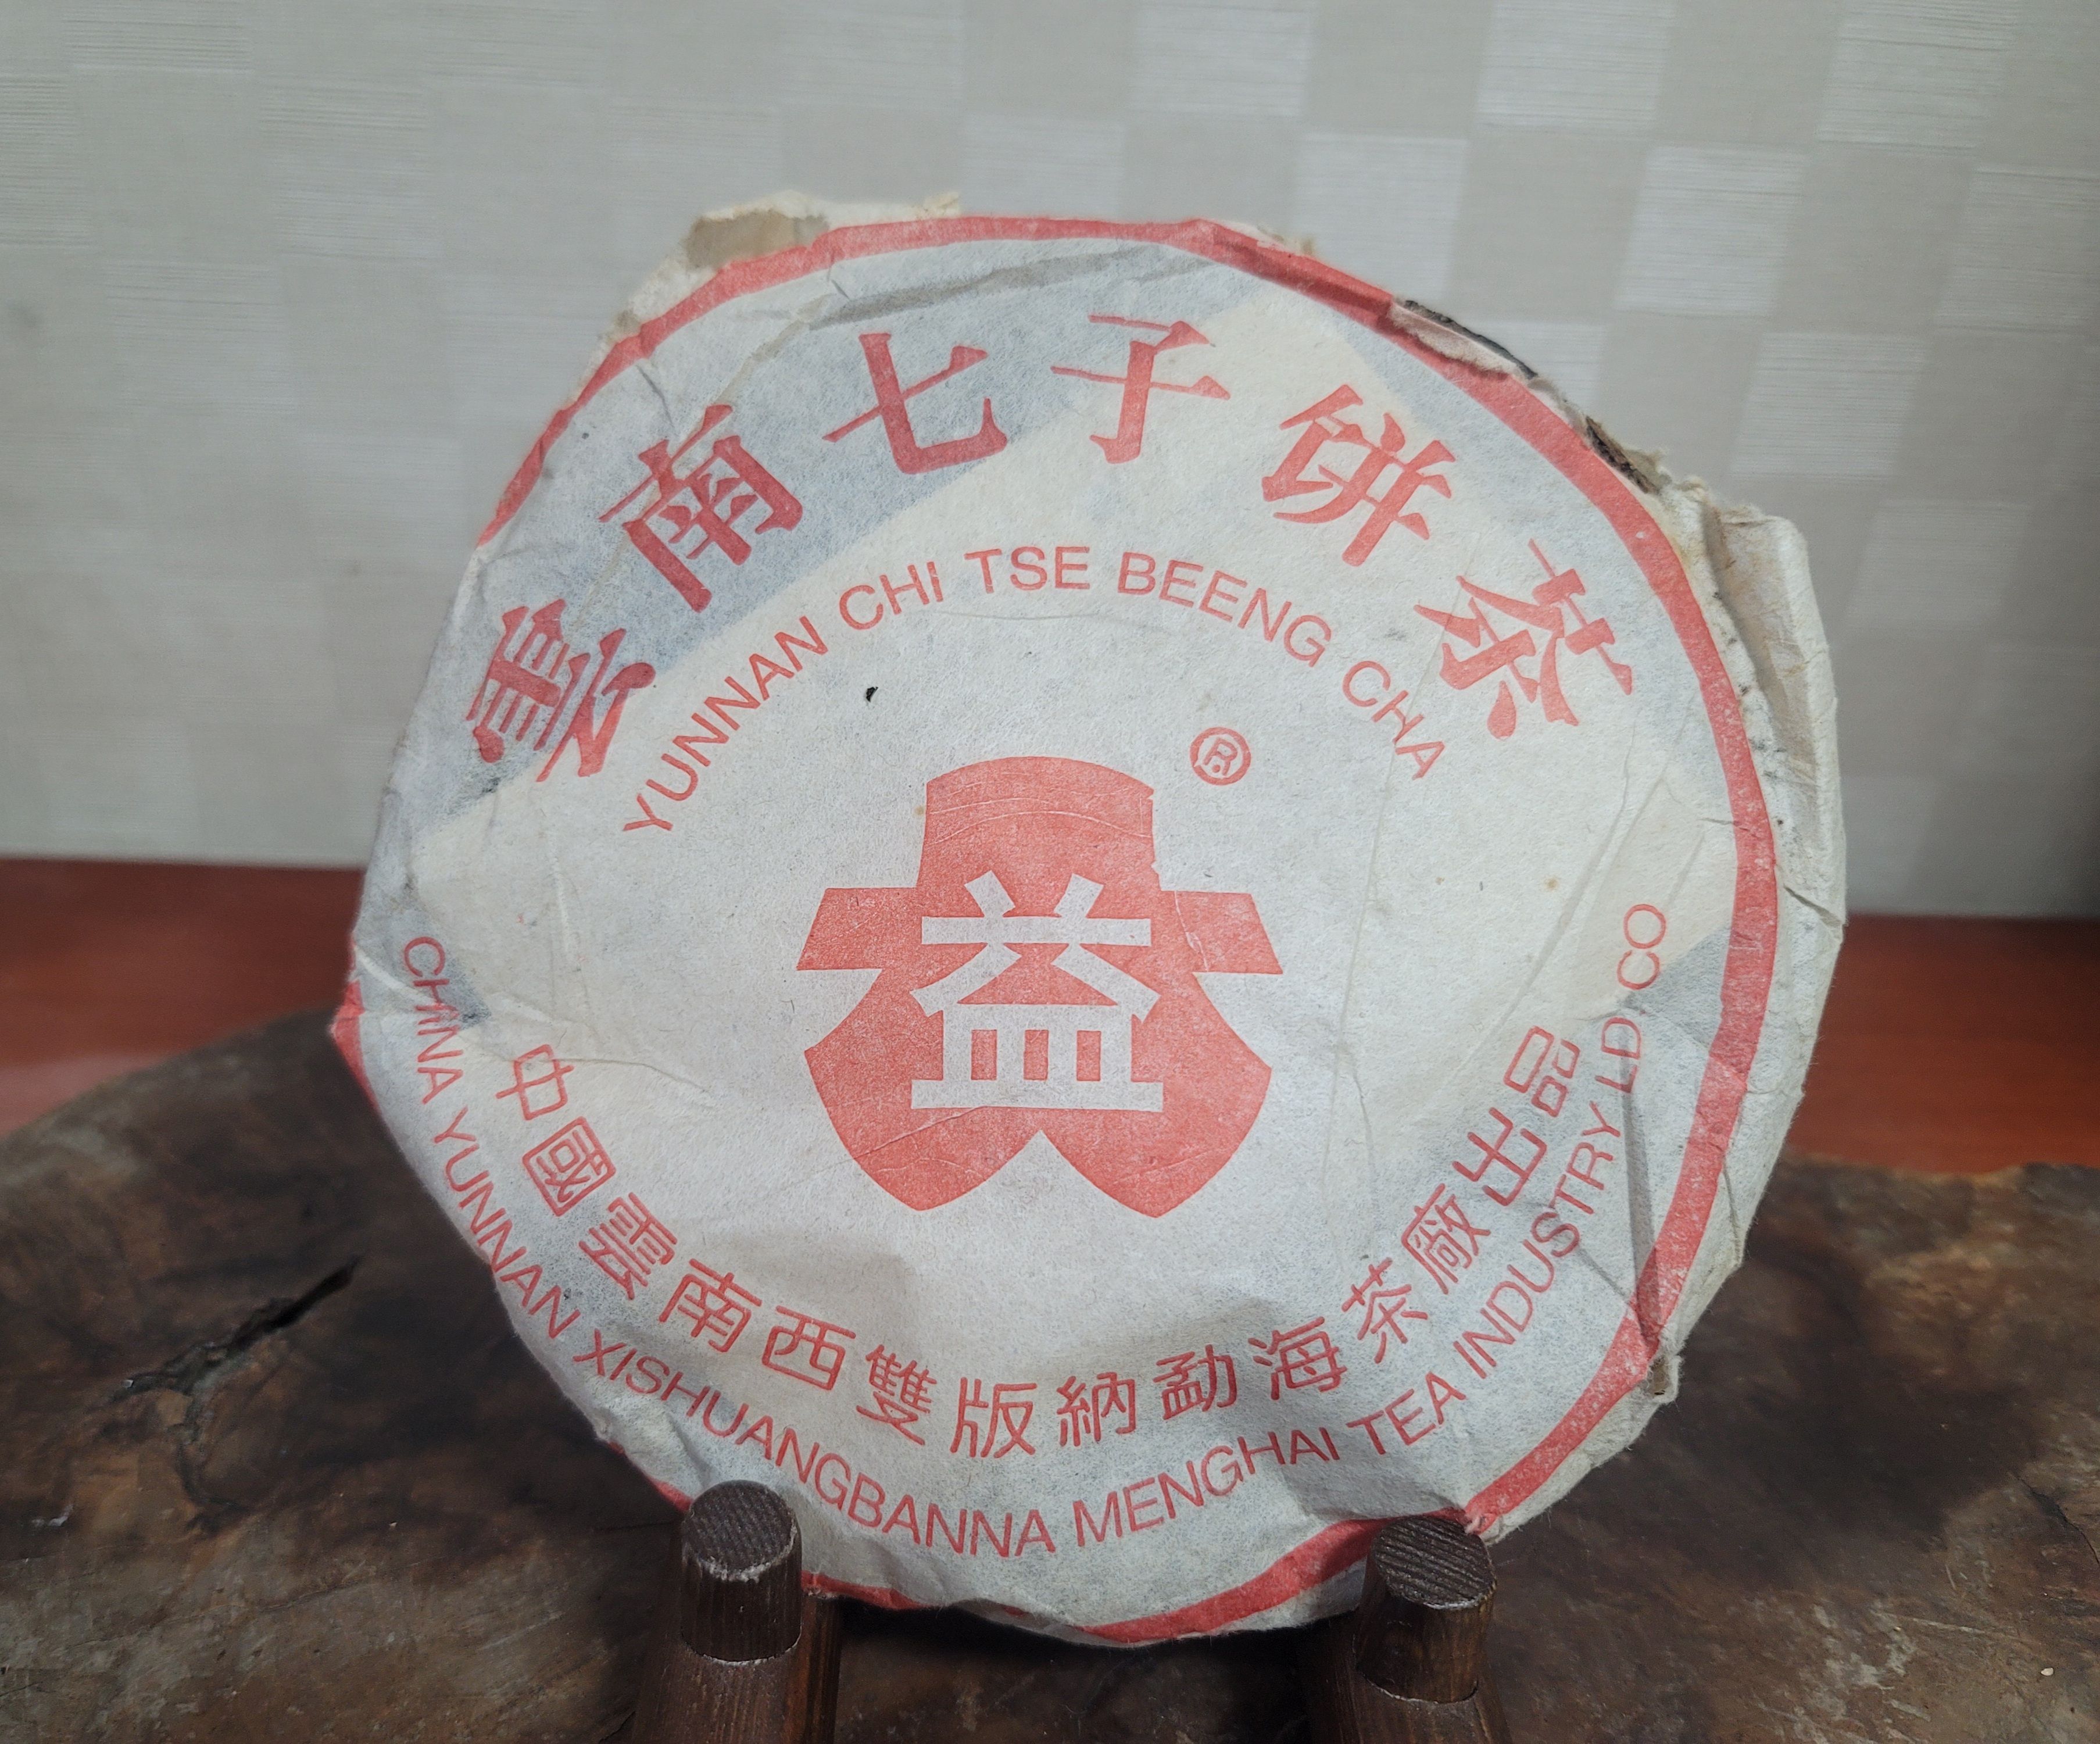 雲南七子饼茶
YUNNAN CHI TSE BEENG CHA
®
益
中國雲南西雙版納勐海茶廠出品
CHINA YUNNAN XISHUANGBANNA MENGHAI TEA INDUSTRY LD CO